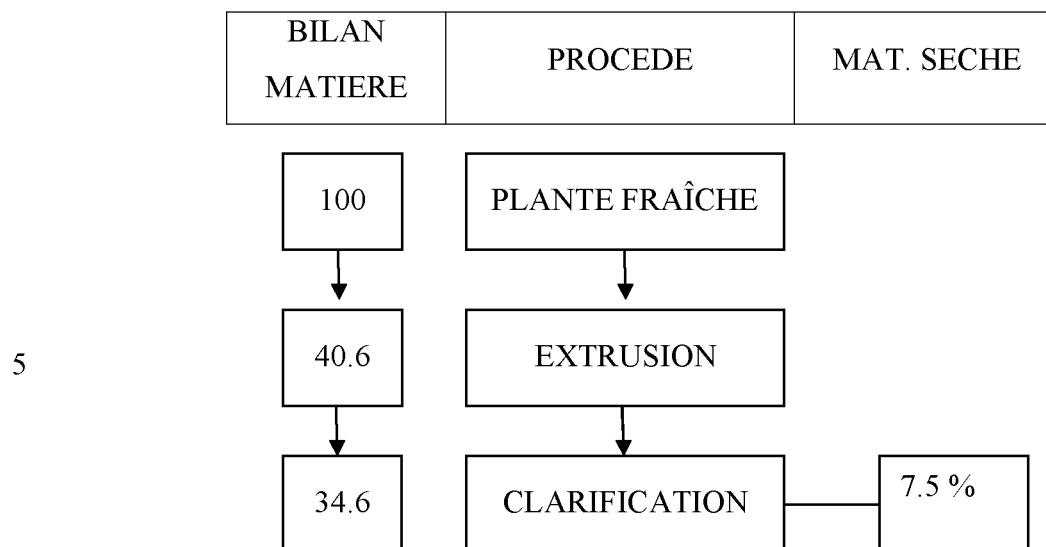 BILAN
MATIERE
PROCEDE
MAT. SECHE
100
PLANTE FRAÎCHE
5
40.6
EXTRUSION
34.6
CLARIFICATION
7.5 %